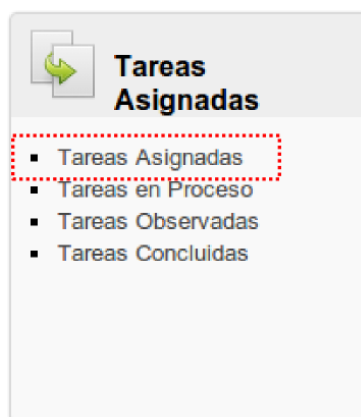 Tareas
Asignadas
Tareas Asignadas
Tareas en Proceso
Tareas Observadas
Tareas Concluidas